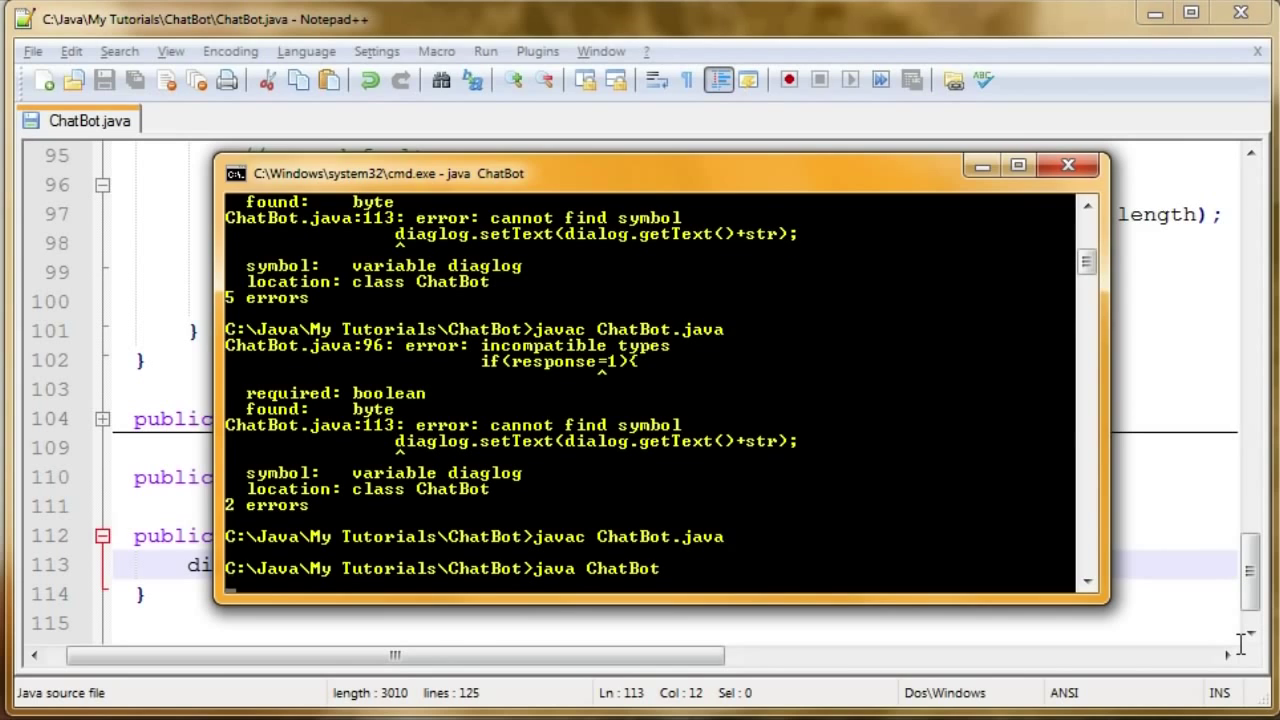 C:\Java\My Tutorials\ChatBot\ChatBot.java - Notepad++
File Edit Search View Encoding Language Settings Macro Run Plugins Window ? X
ABC
ChatBot.java
C:\Windows\system32\cmd.exe - java ChatBot
found: byte
ChatBot.java:113: error: cannot find symbol
diaglog.setText(dialog.getText()+str);
^
symbol: variable diaglog
location: class ChatBot
5 errors
C:\Java\My Tutorials\ChatBot>javac ChatBot.java
ChatBot.java:96: error: incompatible types
if(response=1){
^
required: boolean
found: byte
ChatBot.java:113: error: cannot find symbol
diaglog.setText(dialog.getText()+str);
^
symbol: variable diaglog
location: class ChatBot
2 errors
C:\Java\My Tutorials\ChatBot>javac ChatBot.java
C:\Java\My Tutorials\ChatBot>java ChatBot
95
96
97 length);
98
99
100
101 }
102 }
103
104 public
109
110 public
111
112 public
113 di
114 }
115
Java source file length : 3010 lines : 125 Ln : 113 Col : 12 Sel : 0 Dos\Windows ANSI INS